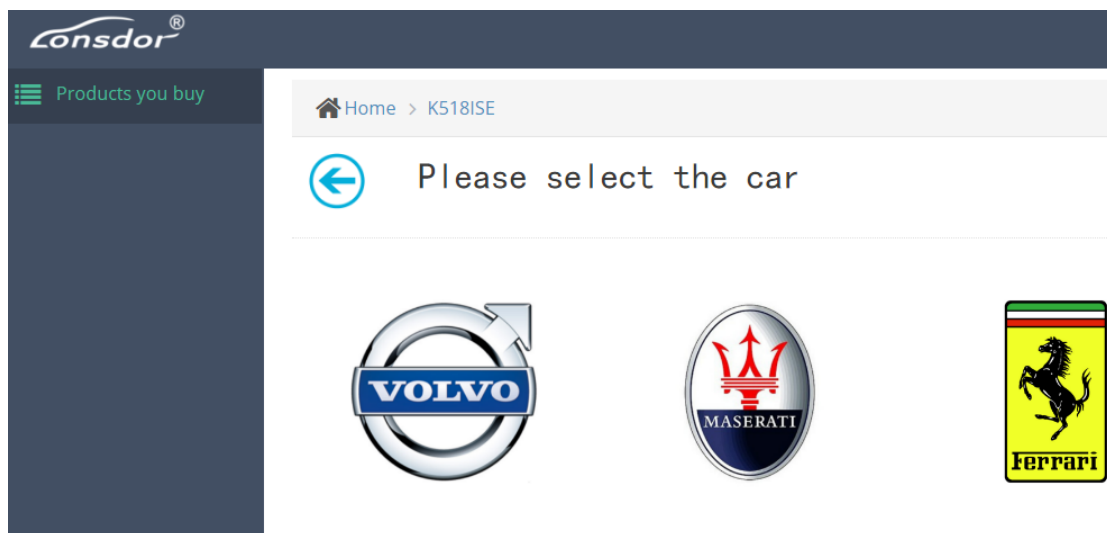 Lonsdor®
Products you buy
Home > K518ISE
Please select the car
VOLVO
MASERATI
Ferrari